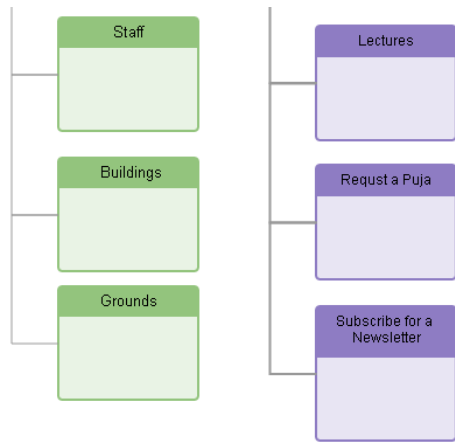 Staff
Buildings
Grounds
Lectures
Requst a Puja
Subscribe for a
Newsletter